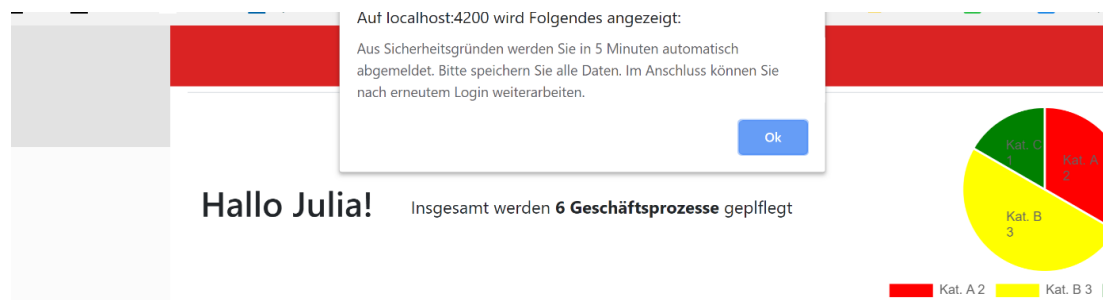 Auf localhost:4200 wird Folgendes angezeigt:
Aus Sicherheitsgründen werden Sie in 5 Minuten automatisch
abgemeldet. Bitte speichern Sie alle Daten. Im Anschluss können Sie
nach erneutem Login weiterarbeiten.
Ok
Kat. C
1
Kat. A
2
Hallo Julia!
Insgesamt werden 6 Geschäftsprozesse geplflegt
Kat. B
3
Kat. A 2
Kat. B 3